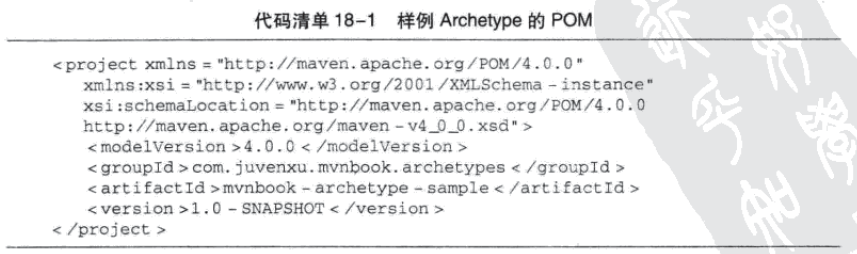 代码清单 18-1 样例 Archetype 的 POM
<project xmlns = "http://maven.apache.org/POM/4.0.0"
xmlns:xsi = "http://www.w3.org/2001/XMLSchema-instance"
xsi:schemaLocation = "http://maven.apache.org/POM/4.0.0
http://maven.apache.org/maven-v4_0_0.xsd">
<modelVersion>4.0.0</modelVersion>
<groupId>com.juvenxu.mvnbook.archetypes</groupId>
<artifactId>mvnbook-archetype-sample</artifactId>
<version>1.0-SNAPSHOT</version>
</project>